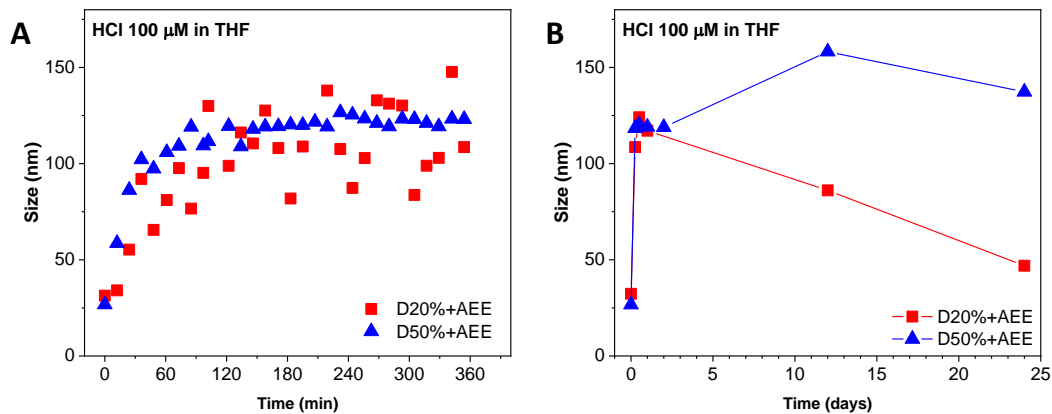 A
HCl 100 μM in THF
Size (nm)
150
100
50
0
0 60 120 180 240 300 360
Time (min)
D20%+AEE
D50%+AEE
B
HCl 100 μM in THF
Size (nm)
150
100
50
0
0 5 10 15 20 25
Time (days)
D20%+AEE
D50%+AEE